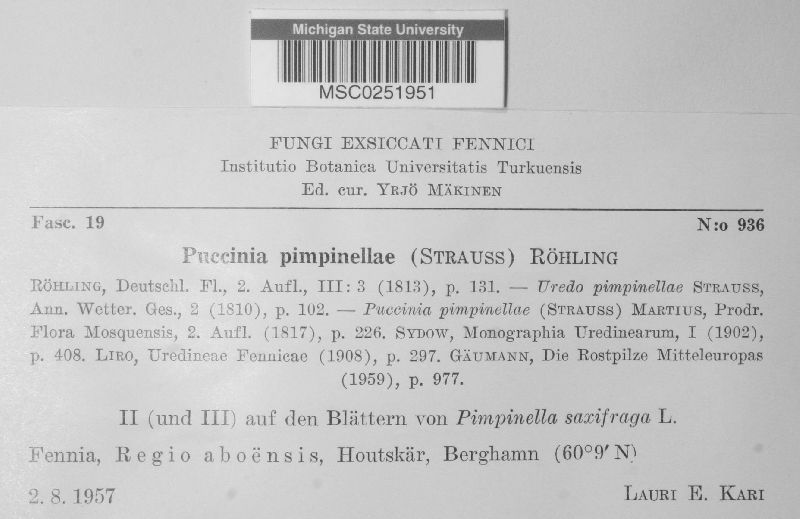 Michigan State University
MSC0251951
FUNGI EXSICCATI FENNICI
Institutio Botanica Universitatis Turkuensis
Ed. cur. YRJÖ MÄKINEN
Fasc. 19 N:o 936
Puccinia pimpinellae (STRAUSS) RÖHLING
RÖHLING, Deutschl. Fl., 2. Aufl., III: 3 (1813), p. 131. — Uredo pimpinellae STRAUSS,
Ann. Wetter. Ges., 2 (1810), p. 102. — Puccinia pimpinellae (STRAUSS) MARTIUS, Prodr.
Flora Mosquensis, 2. Aufl. (1817), p. 226. SYDOW, Monographia Uredinearum, I (1902),
p. 408. LIRO, Uredineae Fennicae (1908), p. 297. GÄUMANN, Die Rostpilze Mitteleuropas
(1959), p. 977.
II (und III) auf den Blättern von Pimpinella saxifraga L.
Fennia, Regio aboënsis, Houtskär, Berghamn (60°9′ N)
2. 8. 1957 LAURI E. KARI